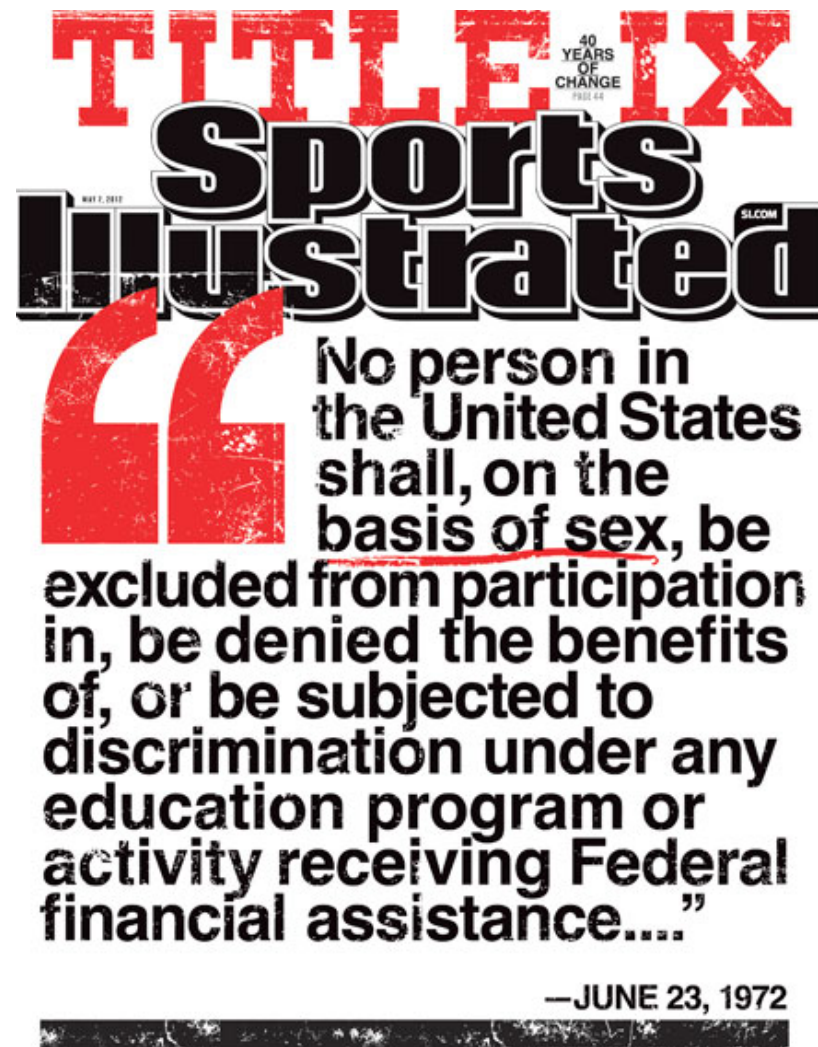 TITLE IX
40
YEARS
OF
CHANGE
PAGE 44
Sports
MAY 7, 2012
SI.COM
Illustrated
“No person in
the United States
shall, on the
basis of sex, be
excluded from participation
in, be denied the benefits
of, or be subjected to
discrimination under any
education program or
activity receiving Federal
financial assistance....”
—JUNE 23, 1972